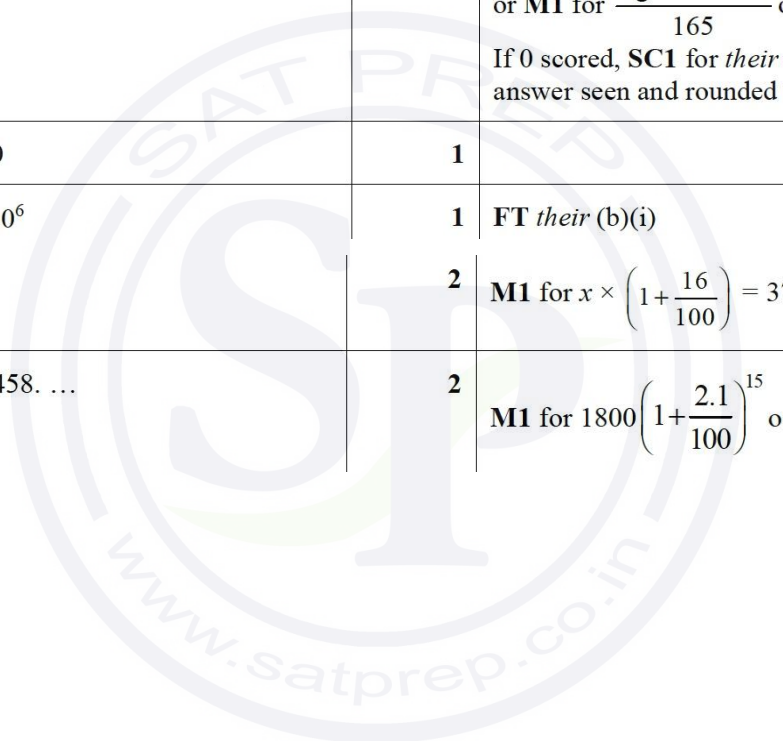 or M1 for
165
If 0 scored, SC1 for their
answer seen and rounded
1
0⁶ 1 FT their (b)(i)
2 M1 for x × (1 + 16/100) = 3
458. … 2 M1 for 1800(1 + 2.1/100)¹⁵ o
SAT PREP
SP
www.satprep.co.in